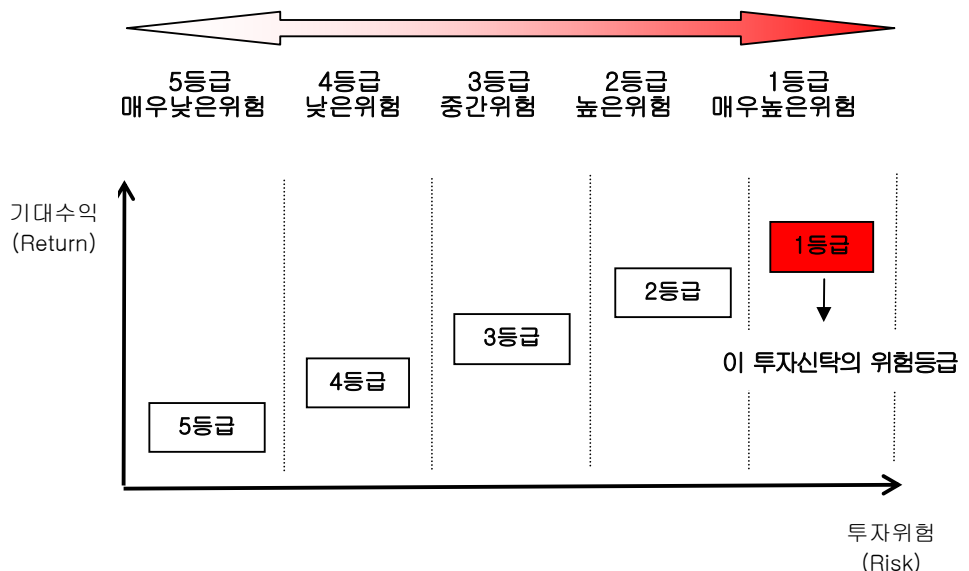 5등급
매우낮은위험
4등급
낮은위험
3등급
중간위험
2등급
높은위험
1등급
매우높은위험
기대수익
(Return)
1등급
2등급
3등급
이 투자신탁의 위험등급
4등급
5등급
투자위험
(Risk)